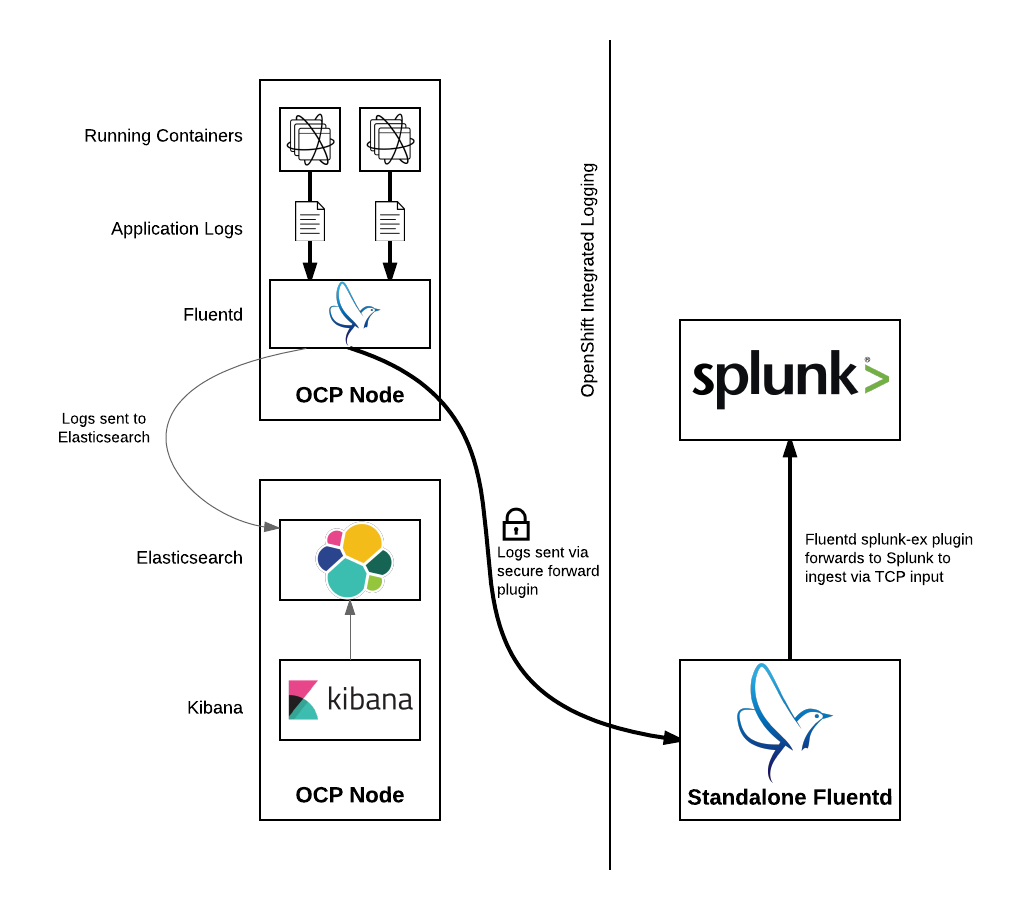 Running Containers
Application Logs
Fluentd
OCP Node
Logs sent to
Elasticsearch
Elasticsearch
Kibana
kibana
OCP Node
Logs sent via
secure forward
plugin
OpenShift Integrated Logging
splunk>®
Fluentd splunk-ex plugin
forwards to Splunk to
ingest via TCP input
Standalone Fluentd